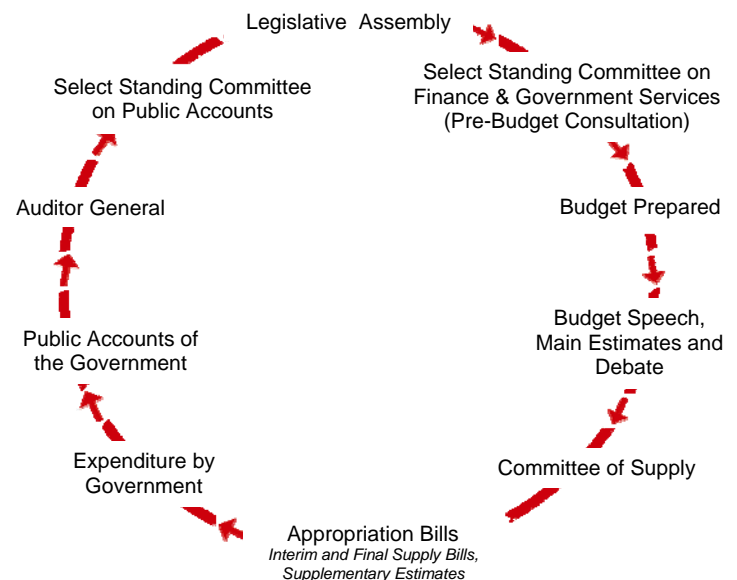 Legislative Assembly
Select Standing Committee on
Finance & Government Services
(Pre-Budget Consultation)
Budget Prepared
Budget Speech,
Main Estimates and
Debate
Committee of Supply
Appropriation Bills
Interim and Final Supply Bills,
Supplementary Estimates
Expenditure by
Government
Public Accounts of
the Government
Auditor General
Select Standing Committee
on Public Accounts